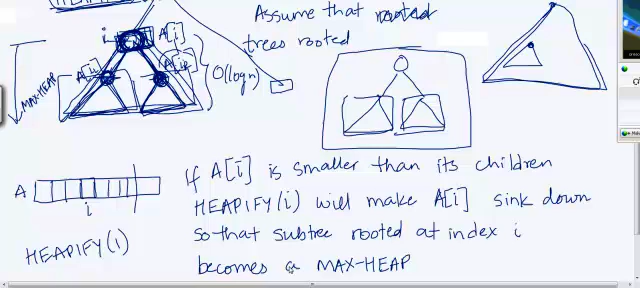 Assume that rooted
trees rooted
i
A[i]
O(logn)
MAX-HEAP
A
i
HEAPIFY(i)
If A[i] is smaller than its children
HEAPIFY(i) will make A[i] sink down
so that subtree rooted at index i
becomes a MAX-HEAP